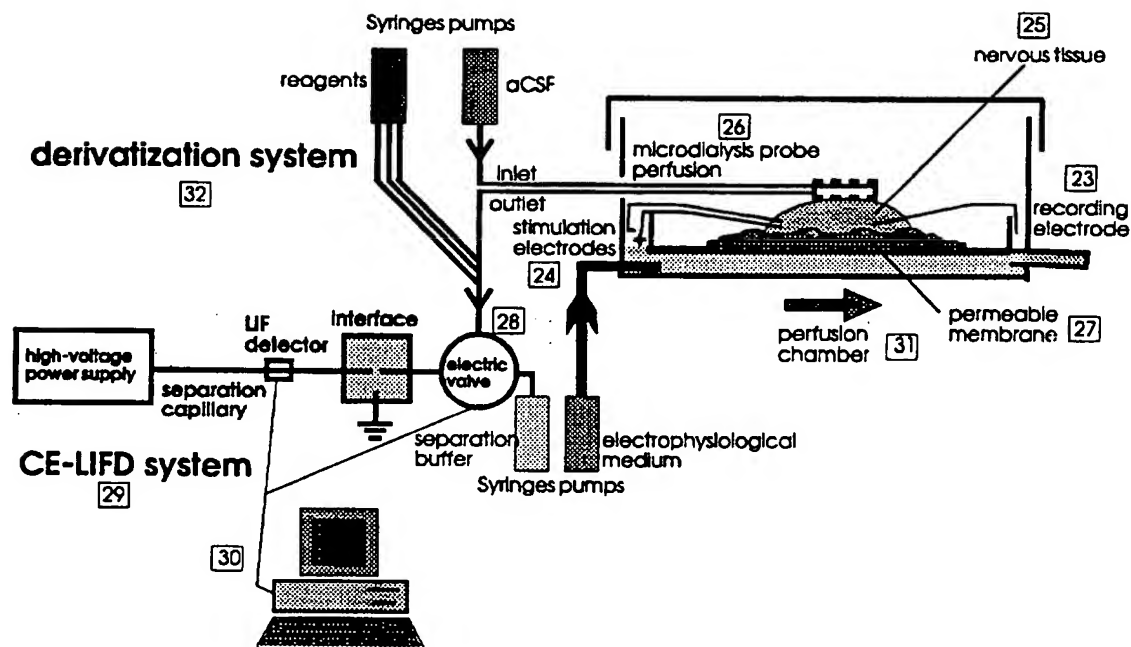 Syringes pumps
reagents
aCSF
25
nervous tissue
derivatization system
32
26
microdialysis probe
perfusion
inlet
outlet
23
recording
electrode
stimulation
electrodes
24
+
-
permeable
membrane
27
perfusion
chamber
31
28
electric
valve
interface
LIF
detector
high-voltage
power supply
separation
capillary
separation
buffer
electrophysiological
medium
Syringes pumps
CE-LIFD system
29
30